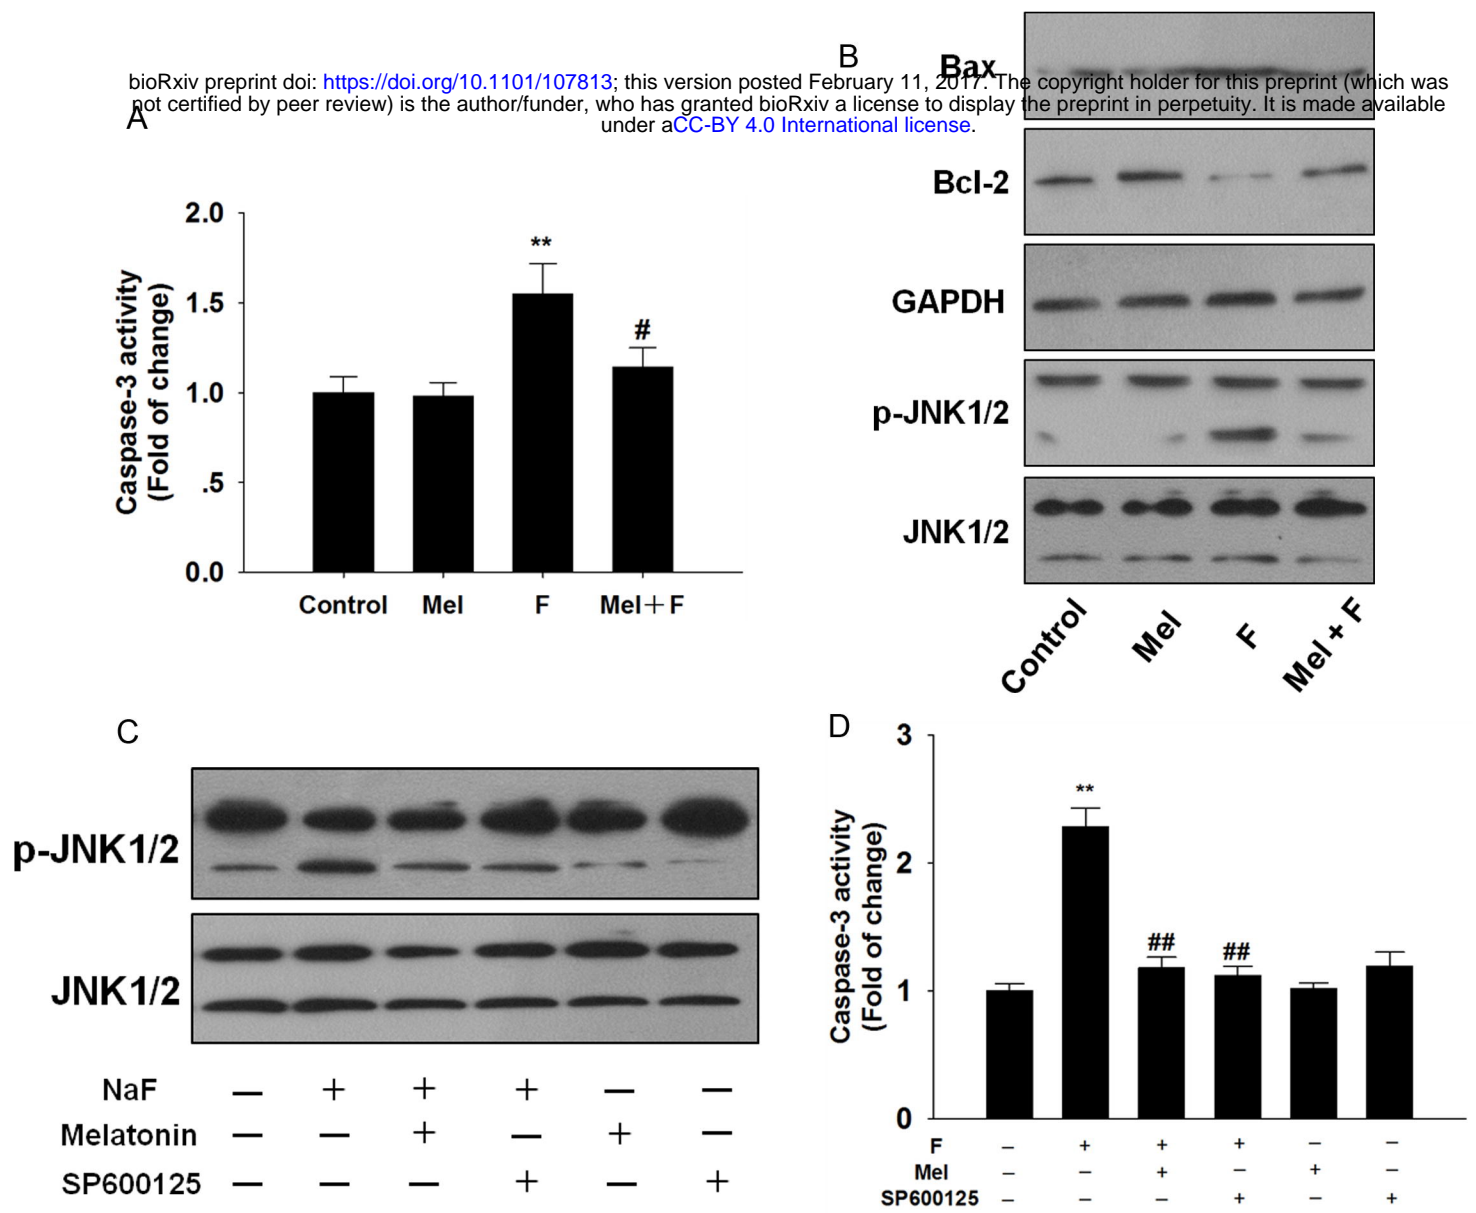 B
Bax
bioRxiv preprint doi: https://doi.org/10.1101/107813; this version posted February 11, 2017. The copyright holder for this preprint (which was
not certified by peer review) is the author/funder, who has granted bioRxiv a license to display the preprint in perpetuity. It is made available
under aCC-BY 4.0 International license.
A
Bcl-2
GAPDH
p-JNK1/2
JNK1/2
Control
Mel
F
Mel + F
Caspase-3 activity
(Fold of change)
2.0
1.5
1.0
.5
0.0
**
#
Control Mel F Mel+F
C
p-JNK1/2
JNK1/2
NaF — + + + — —
Melatonin — — + — + —
SP600125 — — — + — +
D
Caspase-3 activity
(Fold of change)
3
2
1
0
**
##
##
F – + + + – –
Mel – – + – + –
SP600125 – – – + – +